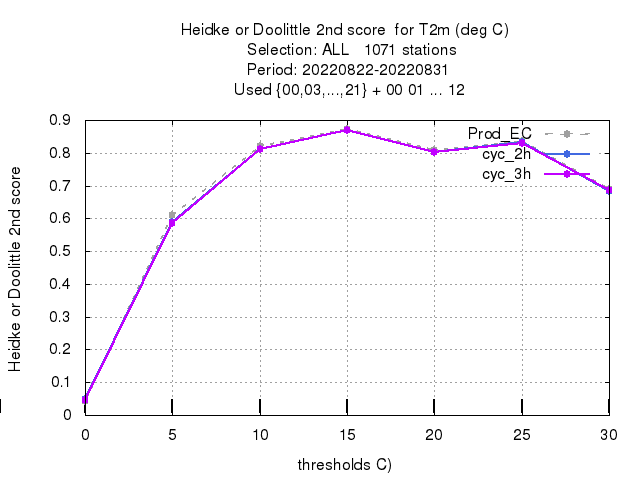 Heidke or Doolittle 2nd score  for T2m (deg C)
Selection: ALL   1071 stations
Period: 20220822-20220831
Used {00,03,...,21} + 00 01 ... 12
Heidke or Doolittle 2nd score
0.9
0.8
0.7
0.6
0.5
0.4
0.3
0.2
0.1
0
Prod_EC
cyc_2h
cyc_3h
0 5 10 15 20 25 30
thresholds C)